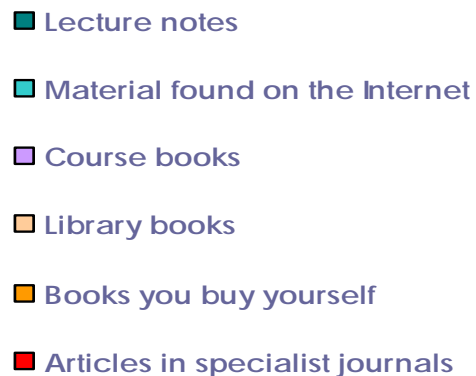 Lecture notes
Material found on the Internet
Course books
Library books
Books you buy yourself
Articles in specialist journals